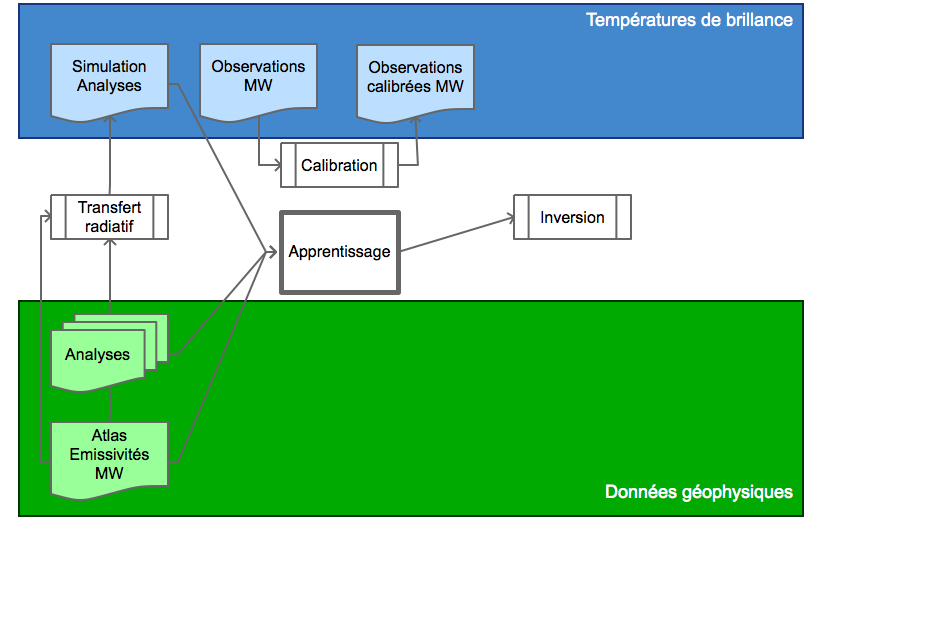 Températures de brillance
Simulation
Analyses
Observations
MW
Observations
calibrées MW
Calibration
Transfert
radiatif
Inversion
Apprentissage
Analyses
Atlas
Emissivités
MW
Données géophysiques